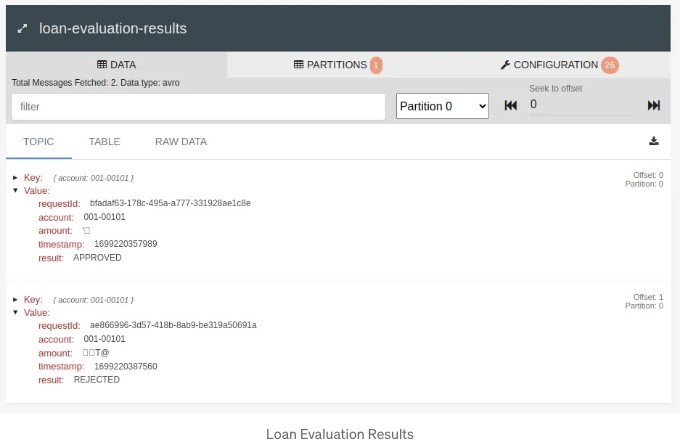 loan-evaluation-results
DATA
PARTITIONS 1
CONFIGURATION 26
Total Messages Fetched: 2. Data type: avro
Seek to offset
filter
Partition 0
0
TOPIC TABLE RAW DATA
Key: { account: 001-00101 }
Offset: 0
Value:
Partition: 0
requestId: bfadaf63-178c-495a-a777-331928ae1c8e
account: 001-00101
amount:
timestamp: 1699220357989
result: APPROVED
Key: { account: 001-00101 }
Offset: 1
Value:
Partition: 0
requestId: ae866996-3d57-418b-8ab9-be319a50691a
account: 001-00101
amount: □□T@
timestamp: 1699220387560
result: REJECTED
Loan Evaluation Results